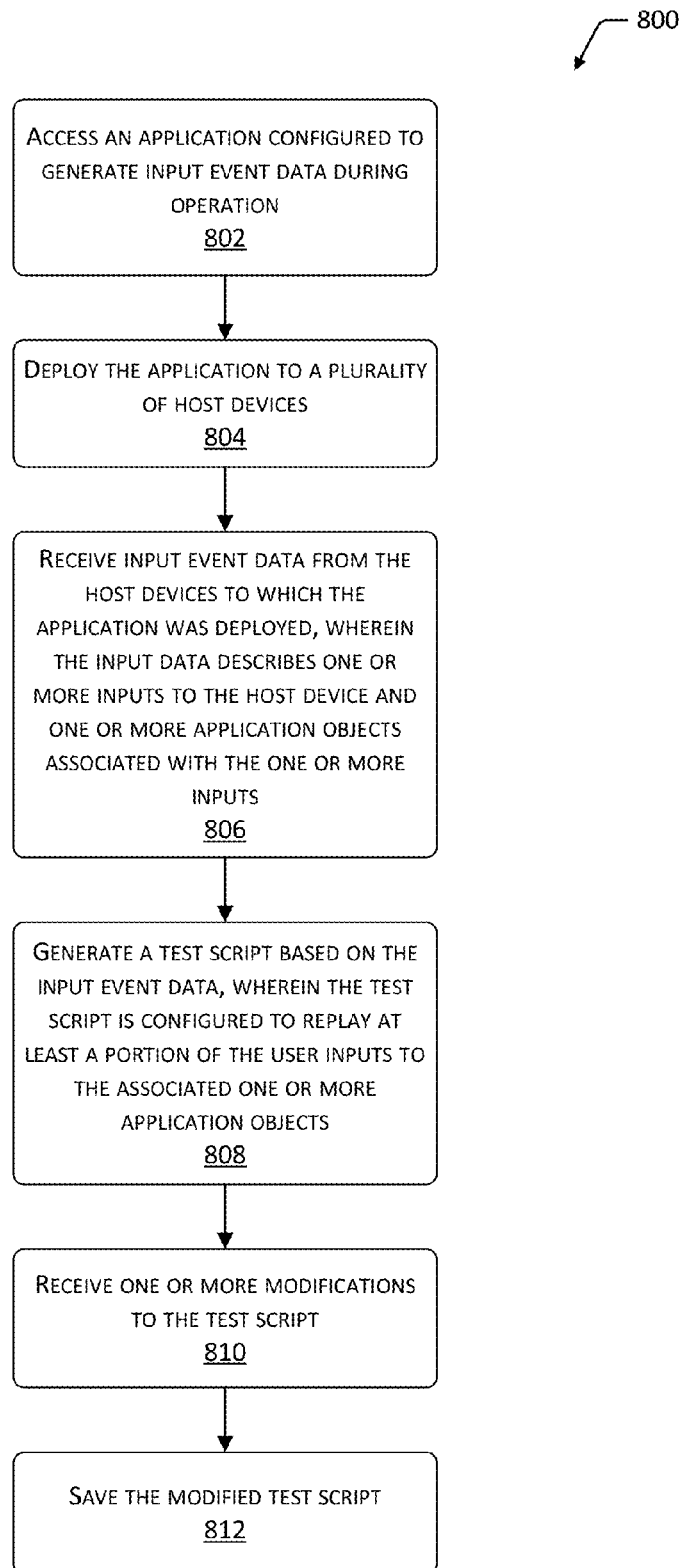 800
ACCESS AN APPLICATION CONFIGURED TO
GENERATE INPUT EVENT DATA DURING
OPERATION
802
DEPLOY THE APPLICATION TO A PLURALITY
OF HOST DEVICES
804
RECEIVE INPUT EVENT DATA FROM THE
HOST DEVICES TO WHICH THE
APPLICATION WAS DEPLOYED, WHEREIN
THE INPUT DATA DESCRIBES ONE OR
MORE INPUTS TO THE HOST DEVICE AND
ONE OR MORE APPLICATION OBJECTS
ASSOCIATED WITH THE ONE OR MORE
INPUTS
806
GENERATE A TEST SCRIPT BASED ON THE
INPUT EVENT DATA, WHEREIN THE TEST
SCRIPT IS CONFIGURED TO REPLAY AT
LEAST A PORTION OF THE USER INPUTS TO
THE ASSOCIATED ONE OR MORE
APPLICATION OBJECTS
808
RECEIVE ONE OR MORE MODIFICATIONS
TO THE TEST SCRIPT
810
SAVE THE MODIFIED TEST SCRIPT
812